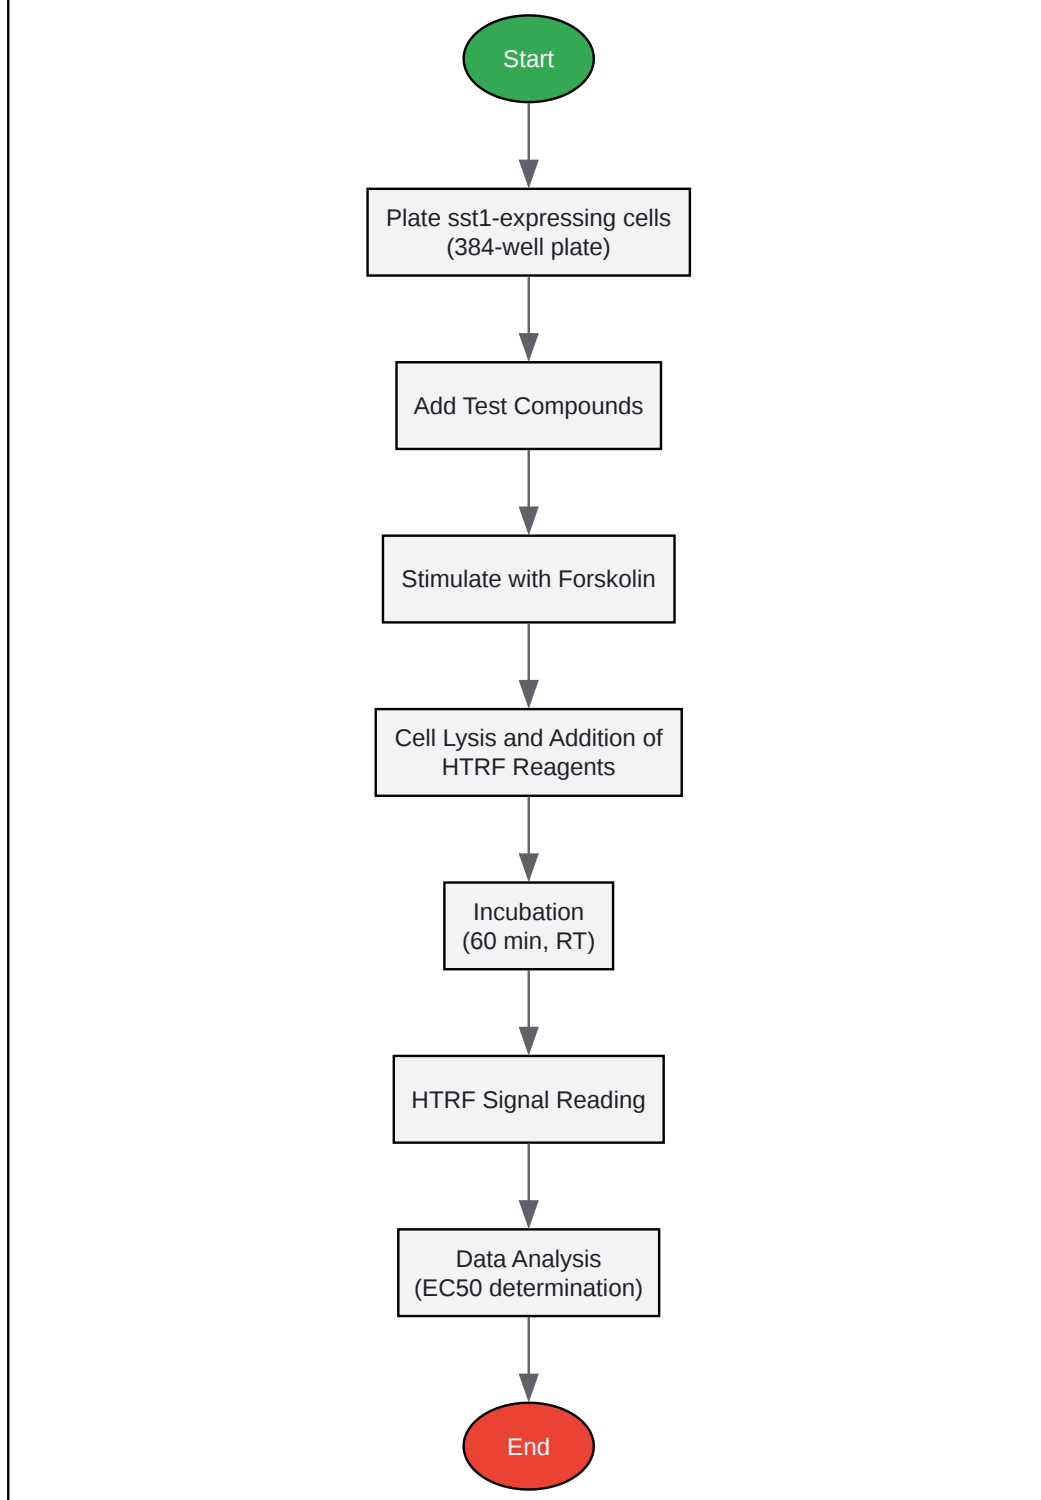 Start
Plate sst1-expressing cells
(384-well plate)
Add Test Compounds
Stimulate with Forskolin
Cell Lysis and Addition of
HTRF Reagents
Incubation
(60 min, RT)
HTRF Signal Reading
Data Analysis
(EC50 determination)
End